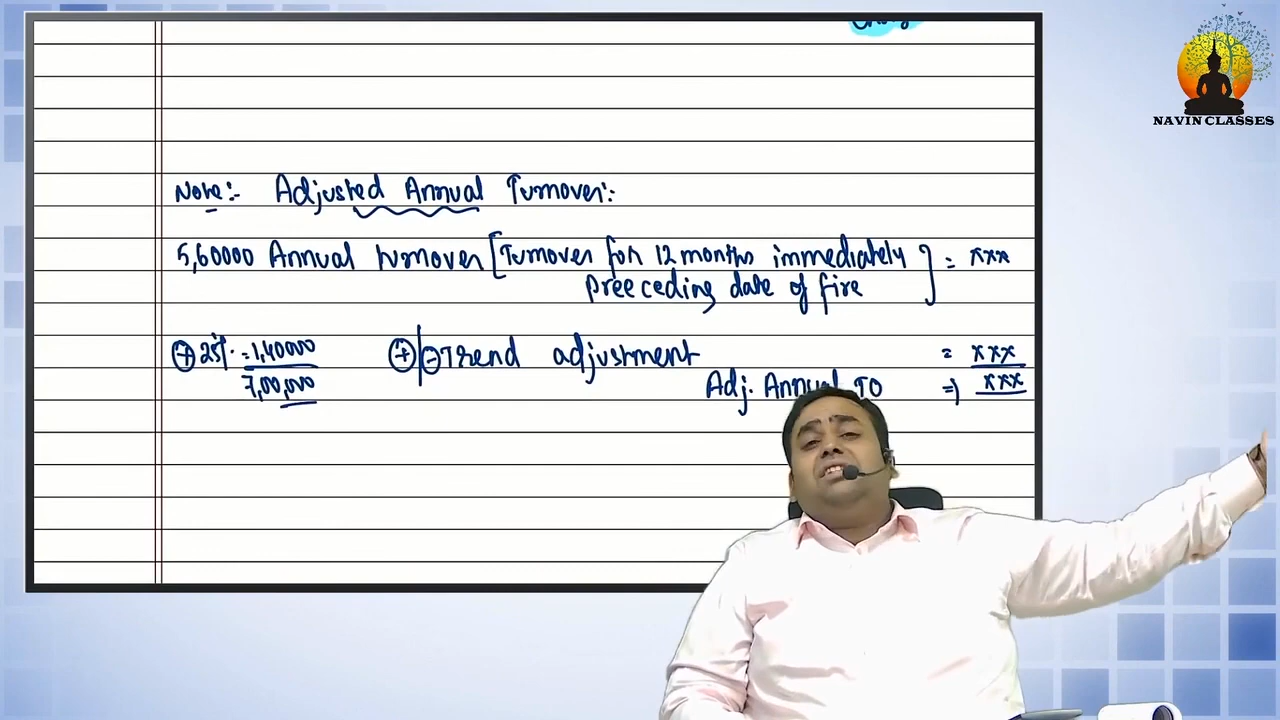 NAVIN CLASSES
Note:- Adjusted Annual Turnover:
5,60000 Annual turnover [Turnover for 12 months immediately
preeceding date of fire] = xxx
⊕ 25% = 1,40000 ⊕/⊖ Trend adjustment = xxx
7,00,000 Adj. Annual TO => xxx